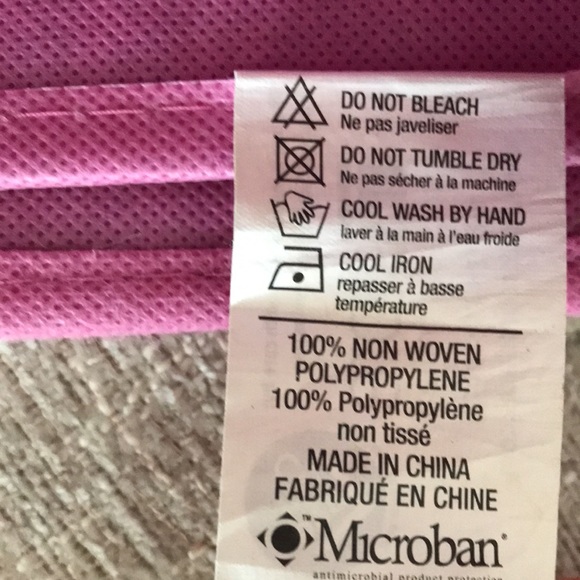 DO NOT BLEACH
Ne pas javeliser
DO NOT TUMBLE DRY
Ne pas sécher à la machine
COOL WASH BY HAND
laver à la main à l'eau froide
COOL IRON
repasser à basse
température
100% NON WOVEN
POLYPROPYLENE
100% Polypropylène
non tissé
MADE IN CHINA
FABRIQUÉ EN CHINE
™Microban®
antimicrobial product protection